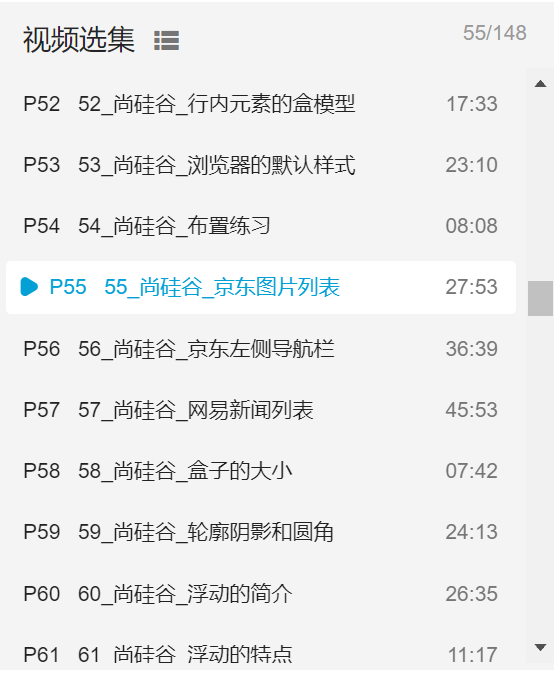 视频选集 55/148
P52 52_尚硅谷_行内元素的盒模型 17:33
P53 53_尚硅谷_浏览器的默认样式 23:10
P54 54_尚硅谷_布置练习 08:08
P55 55_尚硅谷_京东图片列表 27:53
P56 56_尚硅谷_京东左侧导航栏 36:39
P57 57_尚硅谷_网易新闻列表 45:53
P58 58_尚硅谷_盒子的大小 07:42
P59 59_尚硅谷_轮廓阴影和圆角 24:13
P60 60_尚硅谷_浮动的简介 26:35
P61 61_尚硅谷_浮动的特点 11:17